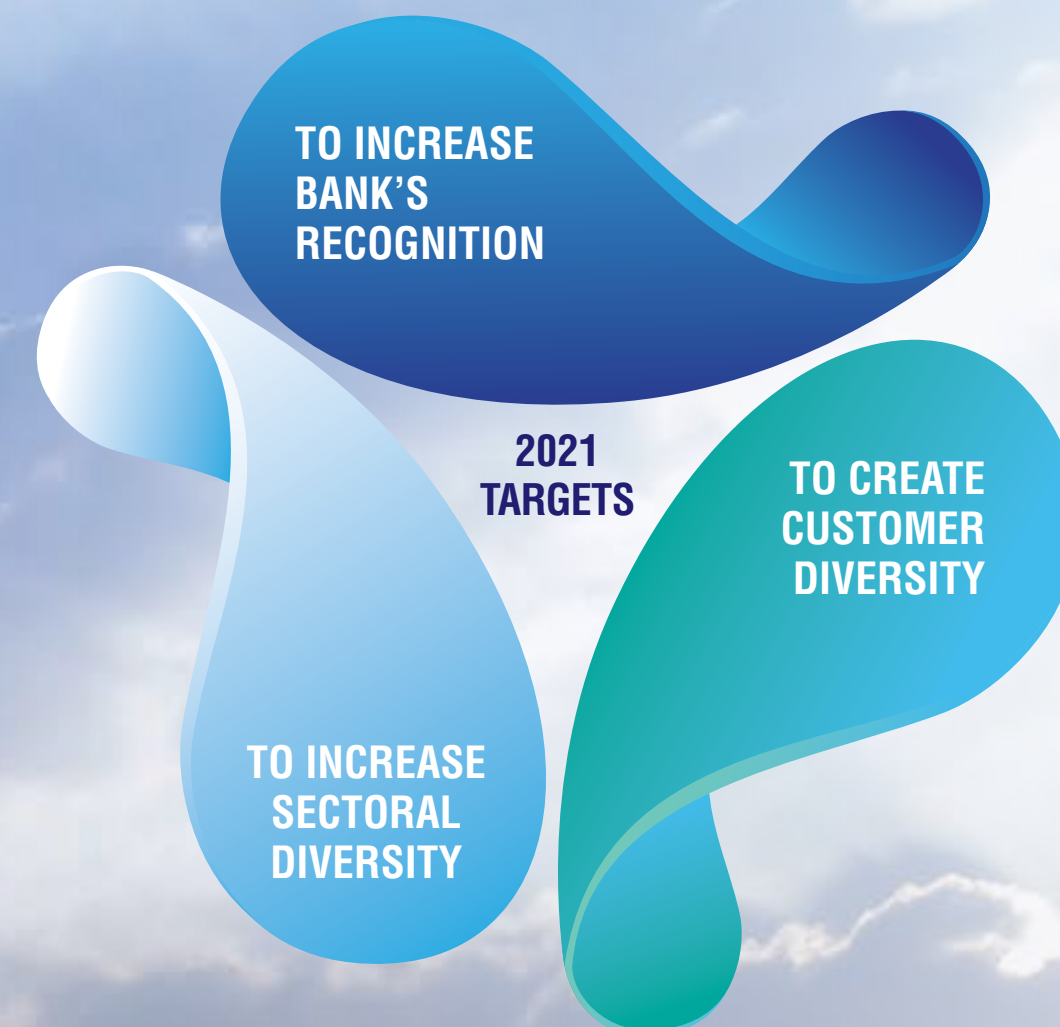 TO INCREASE
BANK'S
RECOGNITION
2021
TARGETS
TO CREATE
CUSTOMER
DIVERSITY
TO INCREASE
SECTORAL
DIVERSITY